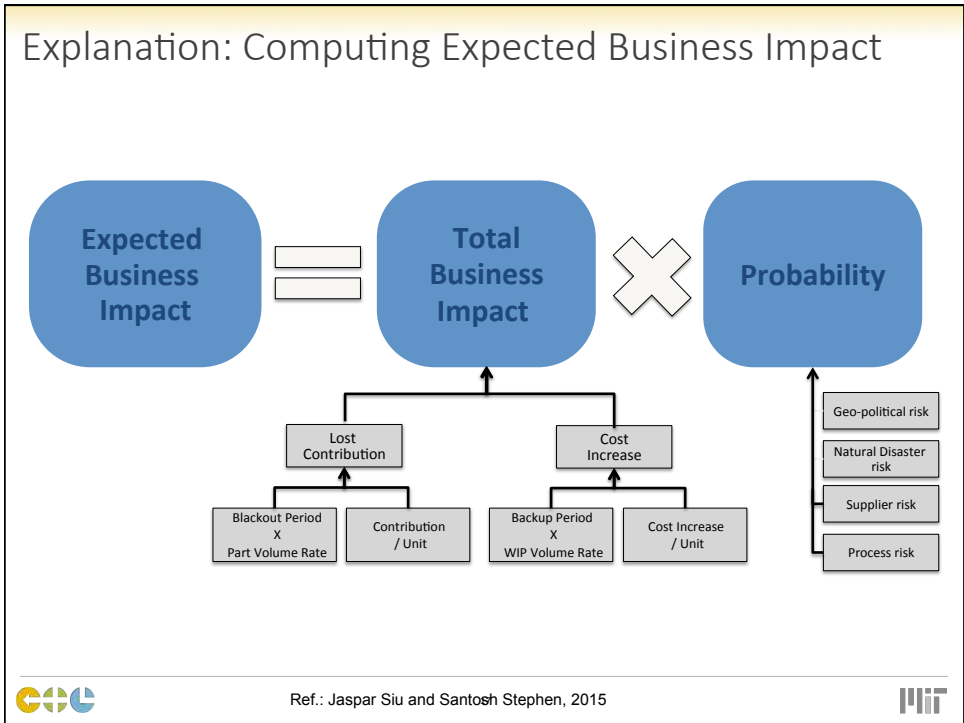 Explanation: Computing Expected Business Impact
Expected
Business
Impact
Total
Business
Impact
Probability
Lost
Contribution
Cost
Increase
Blackout Period
X
Part Volume Rate
Contribution
/ Unit
Backup Period
X
WIP Volume Rate
Cost Increase
/ Unit
Geo-political risk
Natural Disaster
risk
Supplier risk
Process risk
Ref.: Jaspar Siu and Santosh Stephen, 2015
MIT